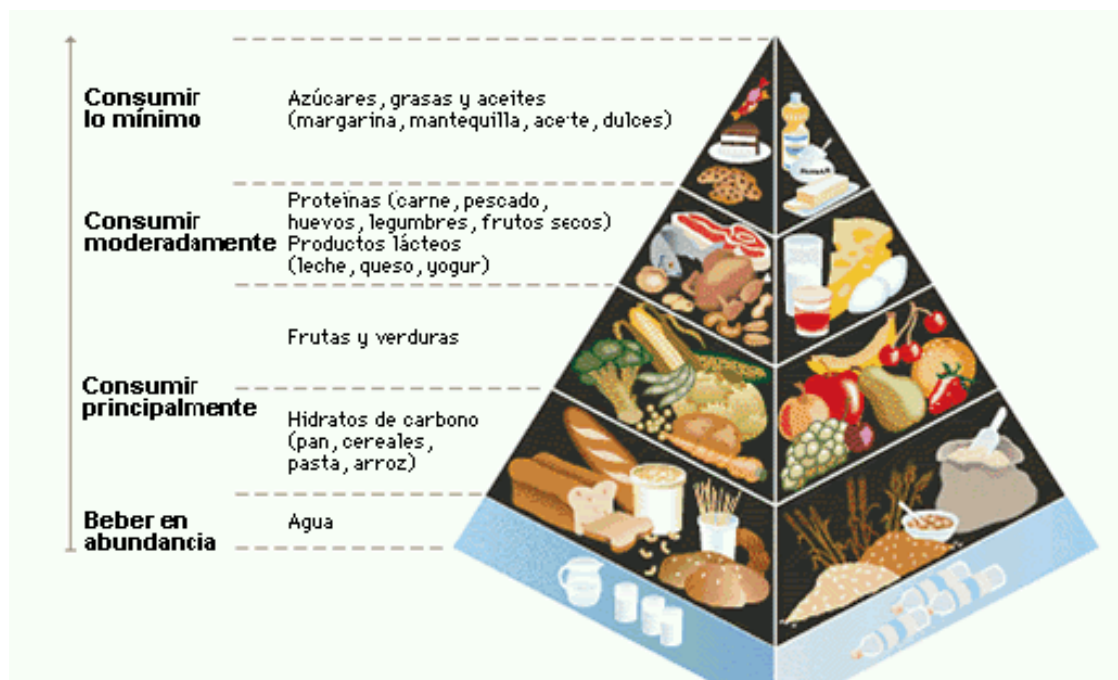 Consumir
lo mínimo
Azúcares, grasas y aceites
(margarina, mantequilla, aceite, dulces)
Consumir
moderadamente
Proteínas (carne, pescado,
huevos, legumbres, frutos secos)
Productos lácteos
(leche, queso, yogur)
Frutas y verduras
Consumir
principalmente
Hidratos de carbono
(pan, cereales,
pasta, arroz)
Beber en
abundancia
Agua